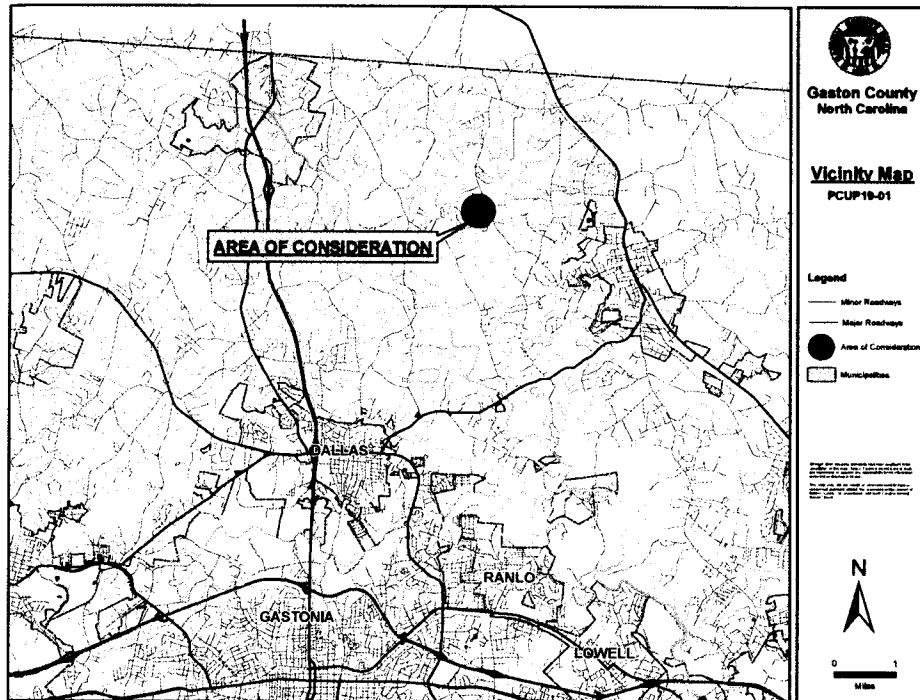 AREA OF CONSIDERATION
DALLAS
RANLO
GASTONIA
LOWELL
Gaston County
North Carolina
Vicinity Map
PCUP19-01
Legend
Minor Roadways
Major Roadways
Area of Consideration
Municipalities
N
0 1
Miles